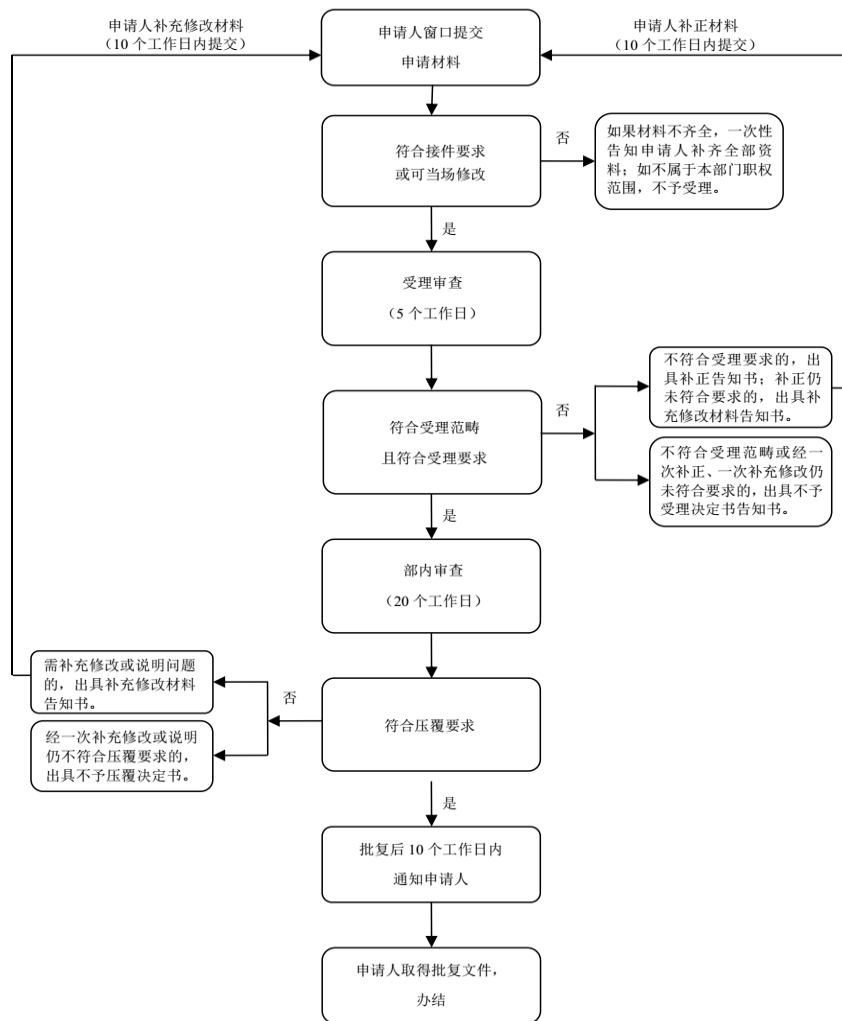 申请人补充修改材料
（10 个工作日内提交）
申请人窗口提交
申请材料
申请人补正材料
（10 个工作日内提交）
符合接件要求
或可当场修改
否
如果材料不齐全，一次性
告知申请人补齐全部资
料；如不属于本部门职权
范围，不予受理。
是
受理审查
（5 个工作日）
符合受理范畴
且符合受理要求
否
不符合受理要求的，出
具补正告知书；补正仍
未符合要求的，出具补
充修改材料告知书。
不符合受理范畴或经一
次补正、一次补充修改仍
未符合要求的，出具不予
受理决定书告知书。
是
部内审查
（20 个工作日）
需补充修改或说明问题
的，出具补充修改材料
告知书。
否
经一次补充修改或说明
仍不符合压覆要求的，
出具不予压覆决定书。
符合压覆要求
是
批复后 10 个工作日内
通知申请人
申请人取得批复文件，
办结